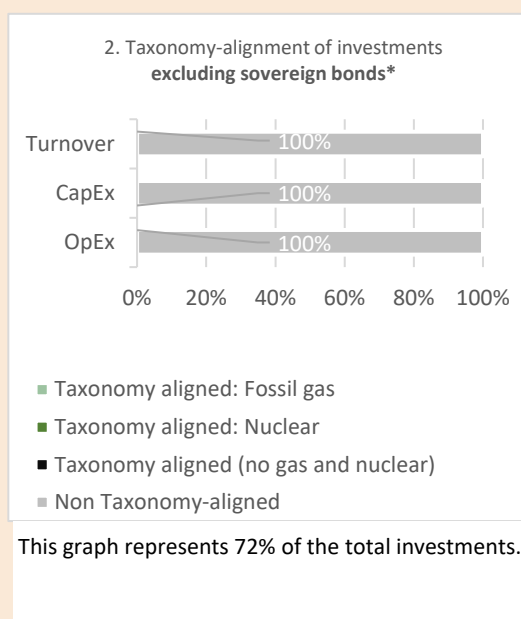 2. Taxonomy-alignment of investments
excluding sovereign bonds*
Turnover
100%
CapEx
100%
OpEx
100%
0% 20% 40% 60% 80% 100%
Taxonomy aligned: Fossil gas
Taxonomy aligned: Nuclear
Taxonomy aligned (no gas and nuclear)
Non Taxonomy-aligned
This graph represents 72% of the total investments.